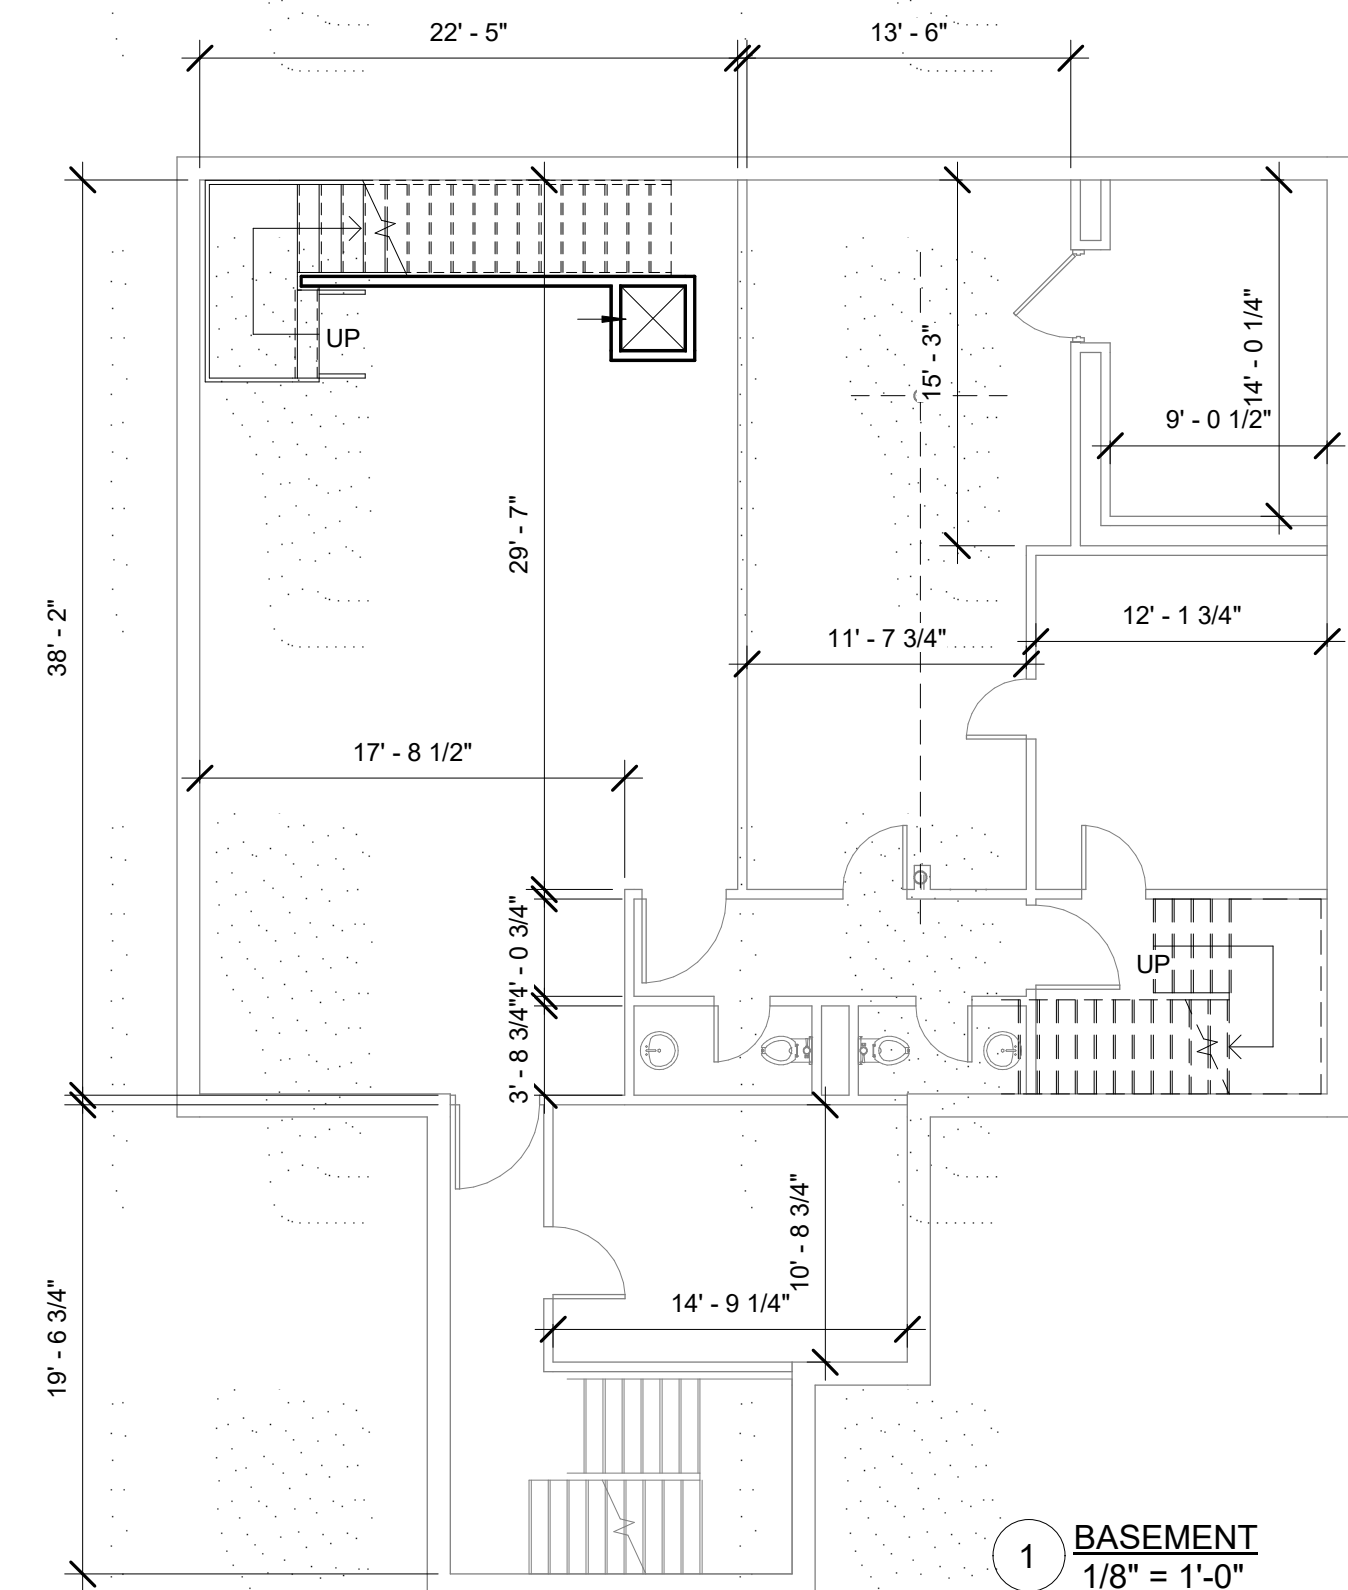 22' - 5"
13' - 6"
UP
15' - 3"
14' - 0 1/4"
9' - 0 1/2"
29' - 7"
38' - 2"
12' - 1 3/4"
11' - 7 3/4"
17' - 8 1/2"
4' - 0 3/4"
UP
3' - 8 3/4"
10' - 8 3/4"
14' - 9 1/4"
19' - 6 3/4"
1
BASEMENT
1/8" = 1'-0"